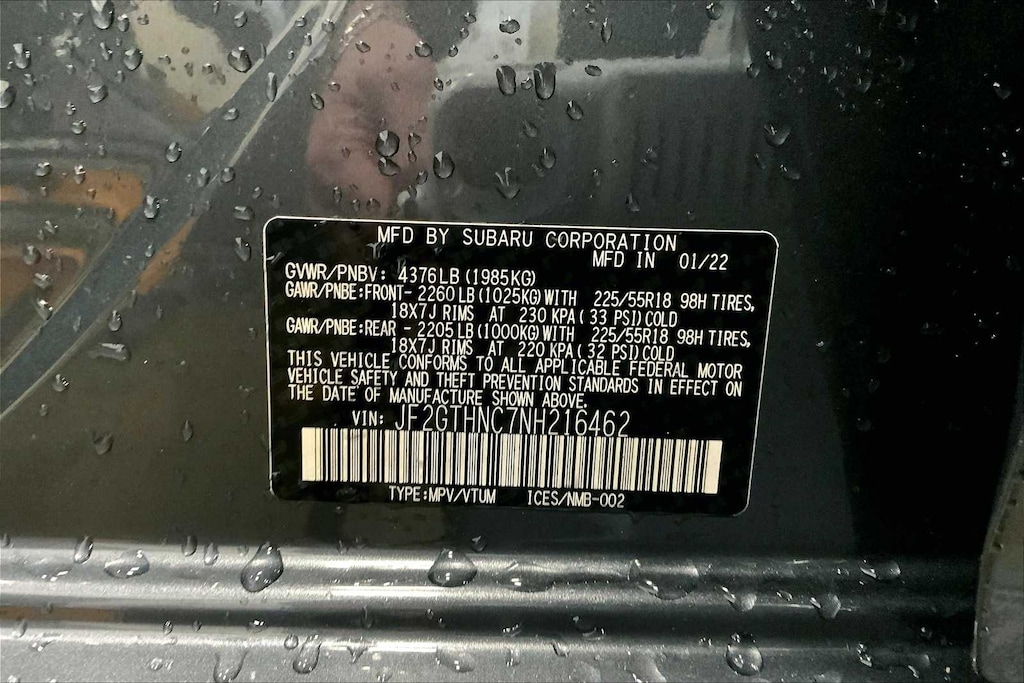 MFD BY SUBARU CORPORATION
MFD IN 01/22
GVWR/PNBV: 4376LB (1985KG)
GAWR/PNBE:FRONT- 2260 LB (1025KG) WITH 225/55R18 98H TIRES,
18X7J RIMS AT 230 KPA ( 33 PSI) COLD
GAWR/PNBE:REAR - 2205 LB (1000KG) WITH 225/55R18 98H TIRES,
18X7J RIMS AT 220 KPA ( 32 PSI) COLD
THIS VEHICLE CONFORMS TO ALL APPLICABLE FEDERAL MOTOR
VEHICLE SAFETY AND THEFT PREVENTION STANDARDS IN EFFECT ON
THE DATE OF MANUFACTURE SHOWN ABOVE.
VIN: JF2GTHNC7NH216462
TYPE:MPV/VTUM ICES/NMB-002